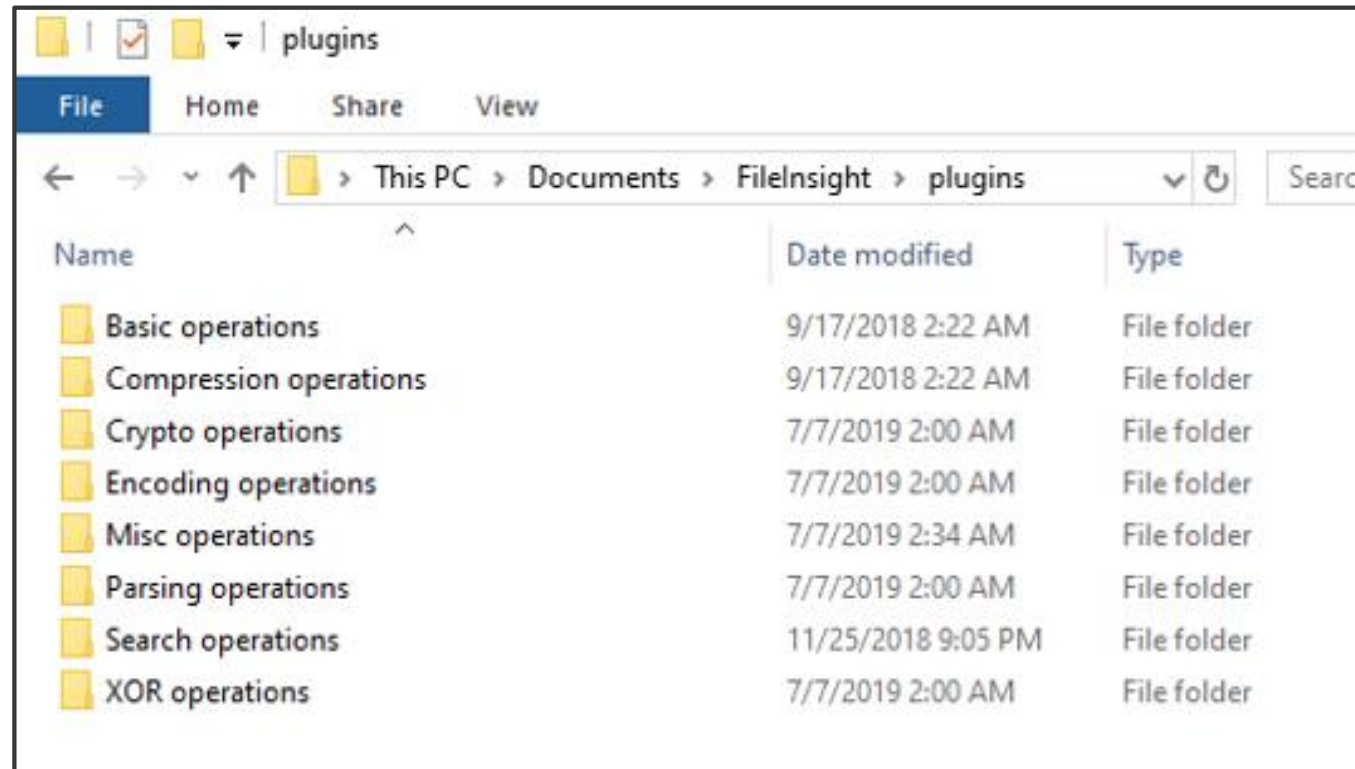 plugins
File Home Share View
This PC > Documents > FileInsight > plugins Searc
Name Date modified Type
Basic operations 9/17/2018 2:22 AM File folder
Compression operations 9/17/2018 2:22 AM File folder
Crypto operations 7/7/2019 2:00 AM File folder
Encoding operations 7/7/2019 2:00 AM File folder
Misc operations 7/7/2019 2:34 AM File folder
Parsing operations 7/7/2019 2:00 AM File folder
Search operations 11/25/2018 9:05 PM File folder
XOR operations 7/7/2019 2:00 AM File folder